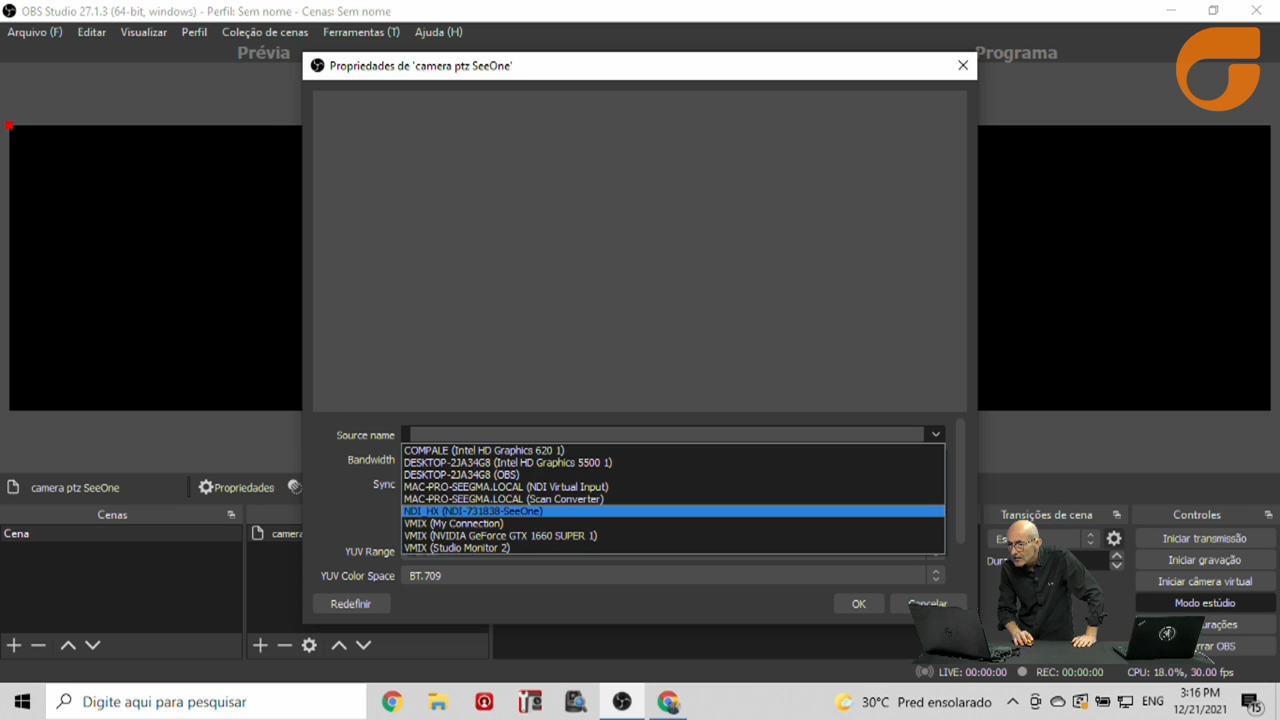 OBS Studio 27.1.3 (64-bit, windows) - Perfil: Sem nome - Cenas: Sem nome
Arquivo (F) Editar Visualizar Perfil Coleção de cenas Ferramentas (T) Ajuda (H)
Prévia
Programa
Propriedades de 'camera ptz SeeOne'
Source name
COMPALE (Intel HD Graphics 620 1)
DESKTOP-2JA34G8 (Intel HD Graphics 5500 1)
DESKTOP-2JA34G8 (OBS)
MAC-PRO-SEEGMA.LOCAL (NDI Virtual Input)
MAC-PRO-SEEGMA.LOCAL (Scan Converter)
NDI_HX (NDI-731838-SeeOne)
VMIX (My Connection)
VMIX (NVIDIA GeForce GTX 1660 SUPER 1)
VMIX (Studio Monitor 2)
Bandwidth
Sync
YUV Range
YUV Color Space BT.709
Redefinir OK Cancelar
camera ptz SeeOne Propriedades
Cenas
Cena
camera
Transições de cena
Es
Dura
Controles
Iniciar transmissão
Iniciar gravação
Iniciar câmera virtual
Modo estúdio
urações
rar OBS
LIVE: 00:00:00 REC: 00:00:00 CPU: 18.0%, 30.00 fps
Digite aqui para pesquisar
30°C Pred ensolarado ENG
3:16 PM
12/21/2021
15